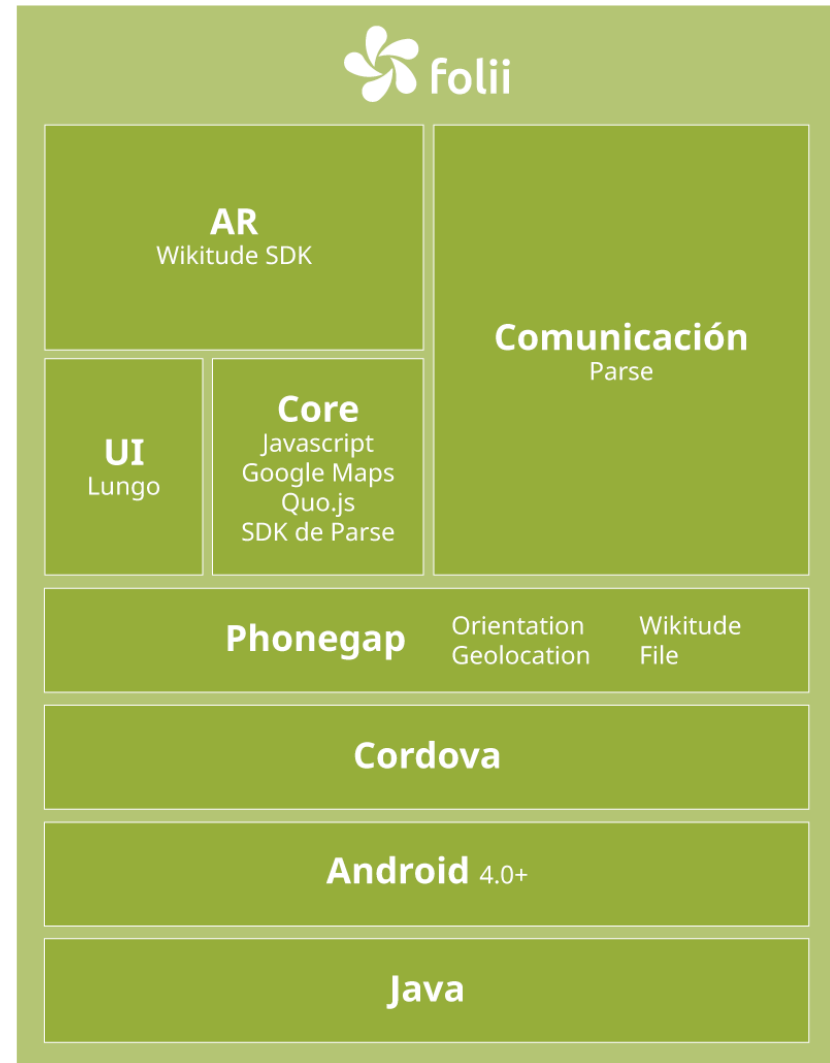 folii
AR
Wikitude SDK
Comunicación
Parse
UI
Lungo
Core
Javascript
Google Maps
Quo.js
SDK de Parse
Phonegap
Orientation
Geolocation
Wikitude
File
Cordova
Android 4.0+
Java